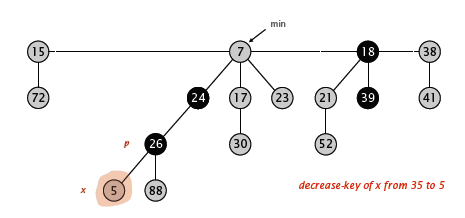 min
15 7 18 38
72 24 17 23 21 39 41
p 26 30 52
x 5 88
decrease-key of x from 35 to 5